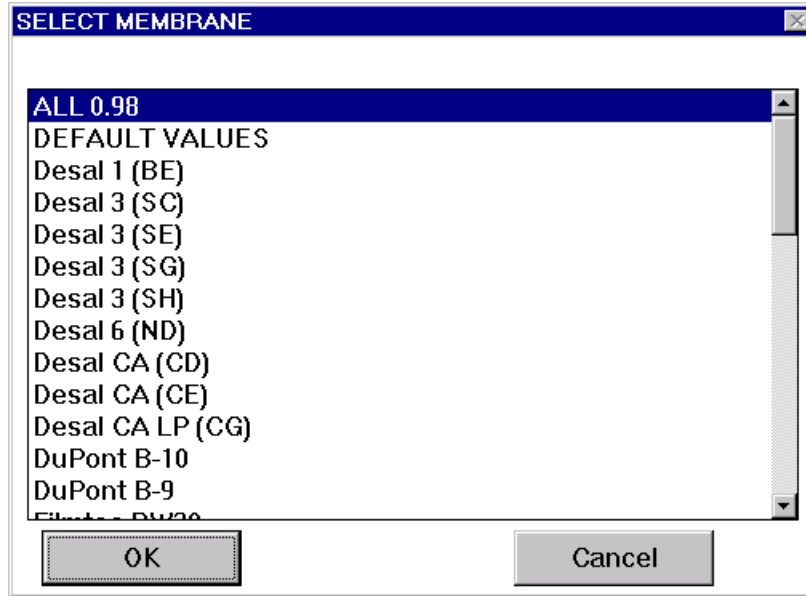 SELECT MEMBRANE
ALL 0.98
DEFAULT VALUES
Desal 1 (BE)
Desal 3 (SC)
Desal 3 (SE)
Desal 3 (SG)
Desal 3 (SH)
Desal 6 (ND)
Desal CA (CD)
Desal CA (CE)
Desal CA LP (CG)
DuPont B-10
DuPont B-9
OK Cancel